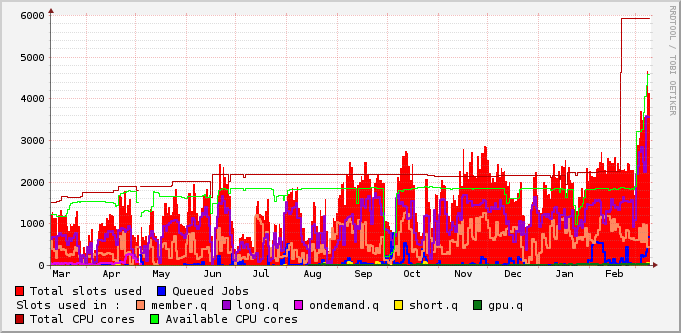 6000
5000
4000
3000
2000
1000
0
Mar Apr May Jun Jul Aug Sep Oct Nov Dec Jan Feb
Total slots used Queued Jobs
Slots used in : member.q long.q ondemand.q short.q gpu.q
Total CPU cores Available CPU cores
RRDTOOL / TOBI OETIKER